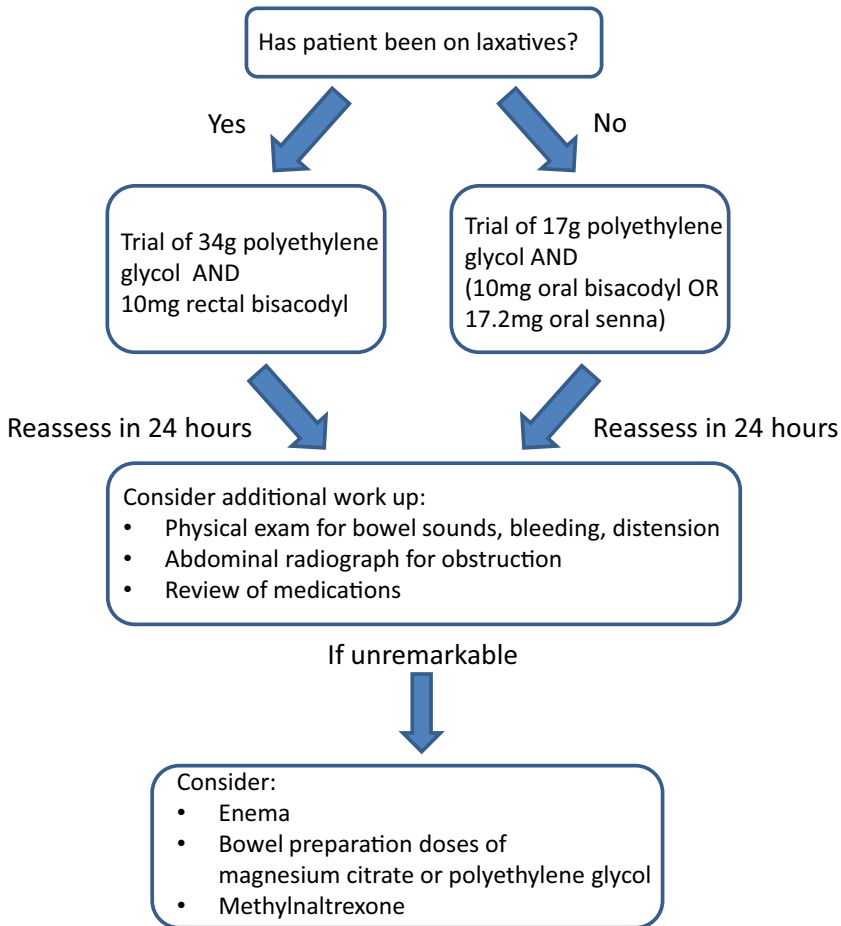 Has patient been on laxatives?
Yes
No
Trial of 34g polyethylene
glycol AND
10mg rectal bisacodyl
Trial of 17g polyethylene
glycol AND
(10mg oral bisacodyl OR
17.2mg oral senna)
Reassess in 24 hours
Reassess in 24 hours
Consider additional work up:
• Physical exam for bowel sounds, bleeding, distension
• Abdominal radiograph for obstruction
• Review of medications
If unremarkable
Consider:
• Enema
• Bowel preparation doses of
magnesium citrate or polyethylene glycol
• Methylnaltrexone